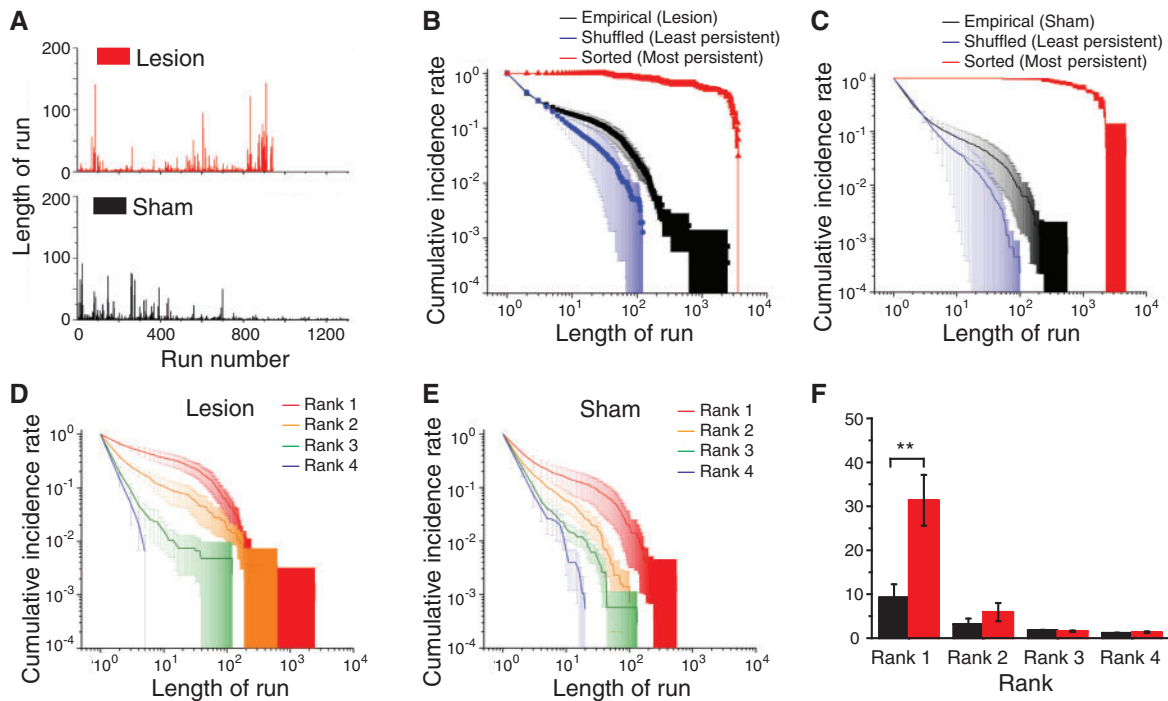 A
200
Lesion
150
100
50
0
200
Sham
150
100
50
0
0 400 800 1200
Length of run
Run number
B
Empirical (Lesion)
Shuffled (Least persistent)
Sorted (Most persistent)
Cumulative incidence rate
10^0
10^-1
10^-2
10^-3
10^-4
10^0 10^1 10^2 10^3 10^4
Length of run
C
Empirical (Sham)
Shuffled (Least persistent)
Sorted (Most persistent)
Cumulative incidence rate
10^0
10^-1
10^-2
10^-3
10^-4
10^0 10^1 10^2 10^3 10^4
Length of run
D
Lesion
Rank 1
Rank 2
Rank 3
Rank 4
Cumulative incidence rate
10^0
10^-1
10^-2
10^-3
10^-4
10^0 10^1 10^2 10^3 10^4
Length of run
E
Sham
Rank 1
Rank 2
Rank 3
Rank 4
Cumulative incidence rate
10^0
10^-1
10^-2
10^-3
10^-4
10^0 10^1 10^2 10^3 10^4
Length of run
F
50
40
30
20
10
0
**
Rank 1 Rank 2 Rank 3 Rank 4
Rank